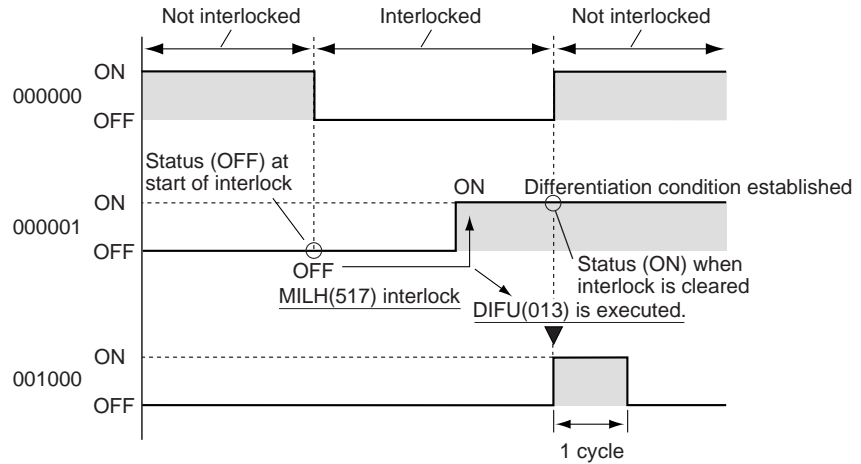 Not interlocked Interlocked Not interlocked
ON
000000
OFF
Status (OFF) at
start of interlock
ON Differentiation condition established
ON
000001
OFF
OFF
Status (ON) when
interlock is cleared
MILH(517) interlock
DIFU(013) is executed.
ON
001000
OFF
1 cycle